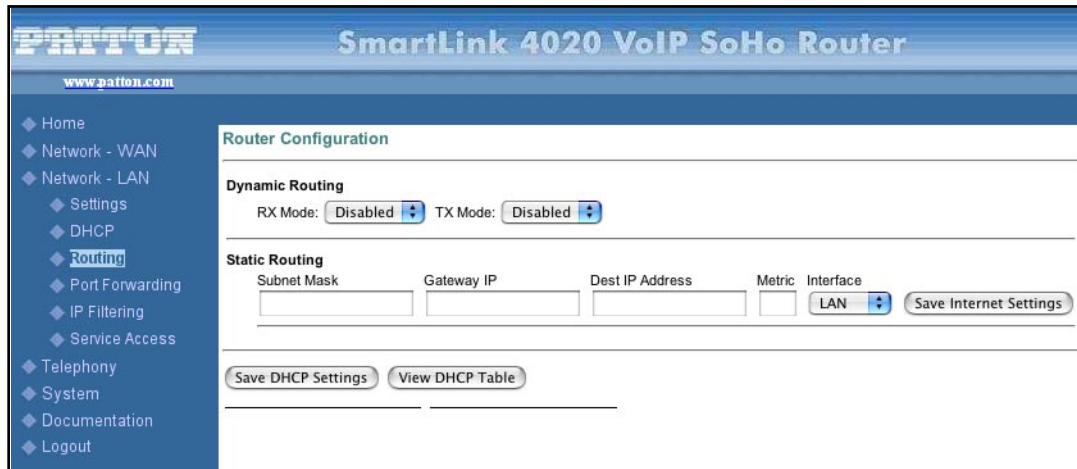 PATTON
SmartLink 4020 VoIP SoHo Router
www.patton.com
Home
Network - WAN
Network - LAN
Settings
DHCP
Routing
Port Forwarding
IP Filtering
Service Access
Telephony
System
Documentation
Logout
Router Configuration
Dynamic Routing
RX Mode: Disabled TX Mode: Disabled
Static Routing
Subnet Mask Gateway IP Dest IP Address Metric Interface
LAN Save Internet Settings
Save DHCP Settings View DHCP Table